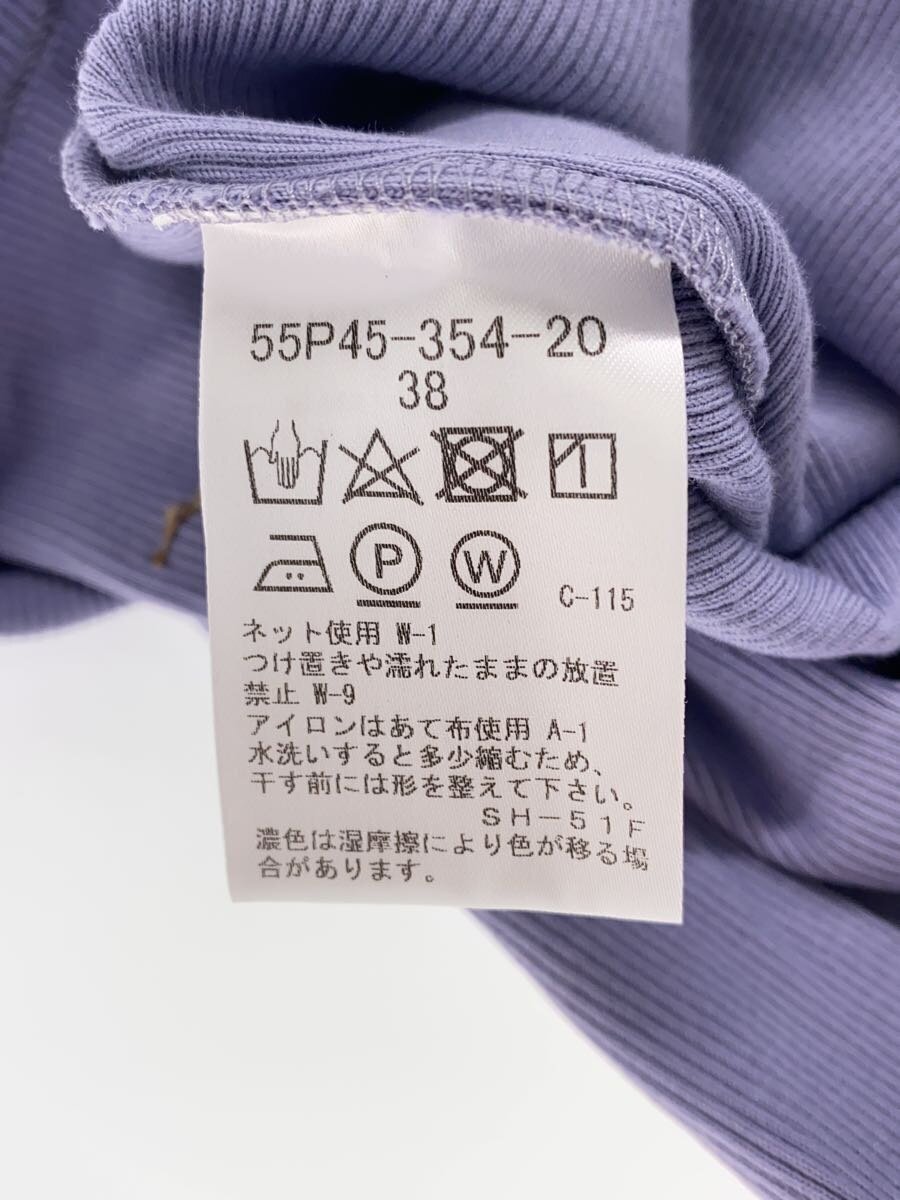 55P45-354-20
38
P W C-115
ネット使用 W-1
つけ置きや濡れたままの放置
禁止 W-9
アイロンはあて布使用 A-1
水洗いすると多少縮むため、
干す前には形を整えて下さい。
SH-51F
濃色は湿摩擦により色が移る場
合があります。